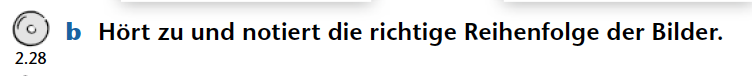 b Hört zu und notiert die richtige Reihenfolge der Bilder.
2.28